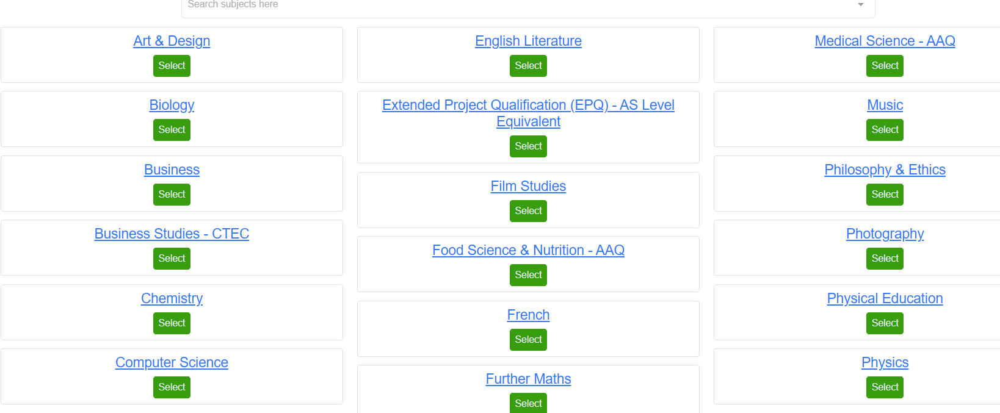 Search subjects here
Art & Design
Select
Biology
Select
Business
Select
Business Studies - CTEC
Select
Chemistry
Select
Computer Science
Select
English Literature
Select
Extended Project Qualification (EPQ) - AS Level
Equivalent
Select
Film Studies
Select
Food Science & Nutrition - AAQ
Select
French
Select
Further Maths
Select
Medical Science - AAQ
Select
Music
Select
Philosophy & Ethics
Select
Photography
Select
Physical Education
Select
Physics
Select